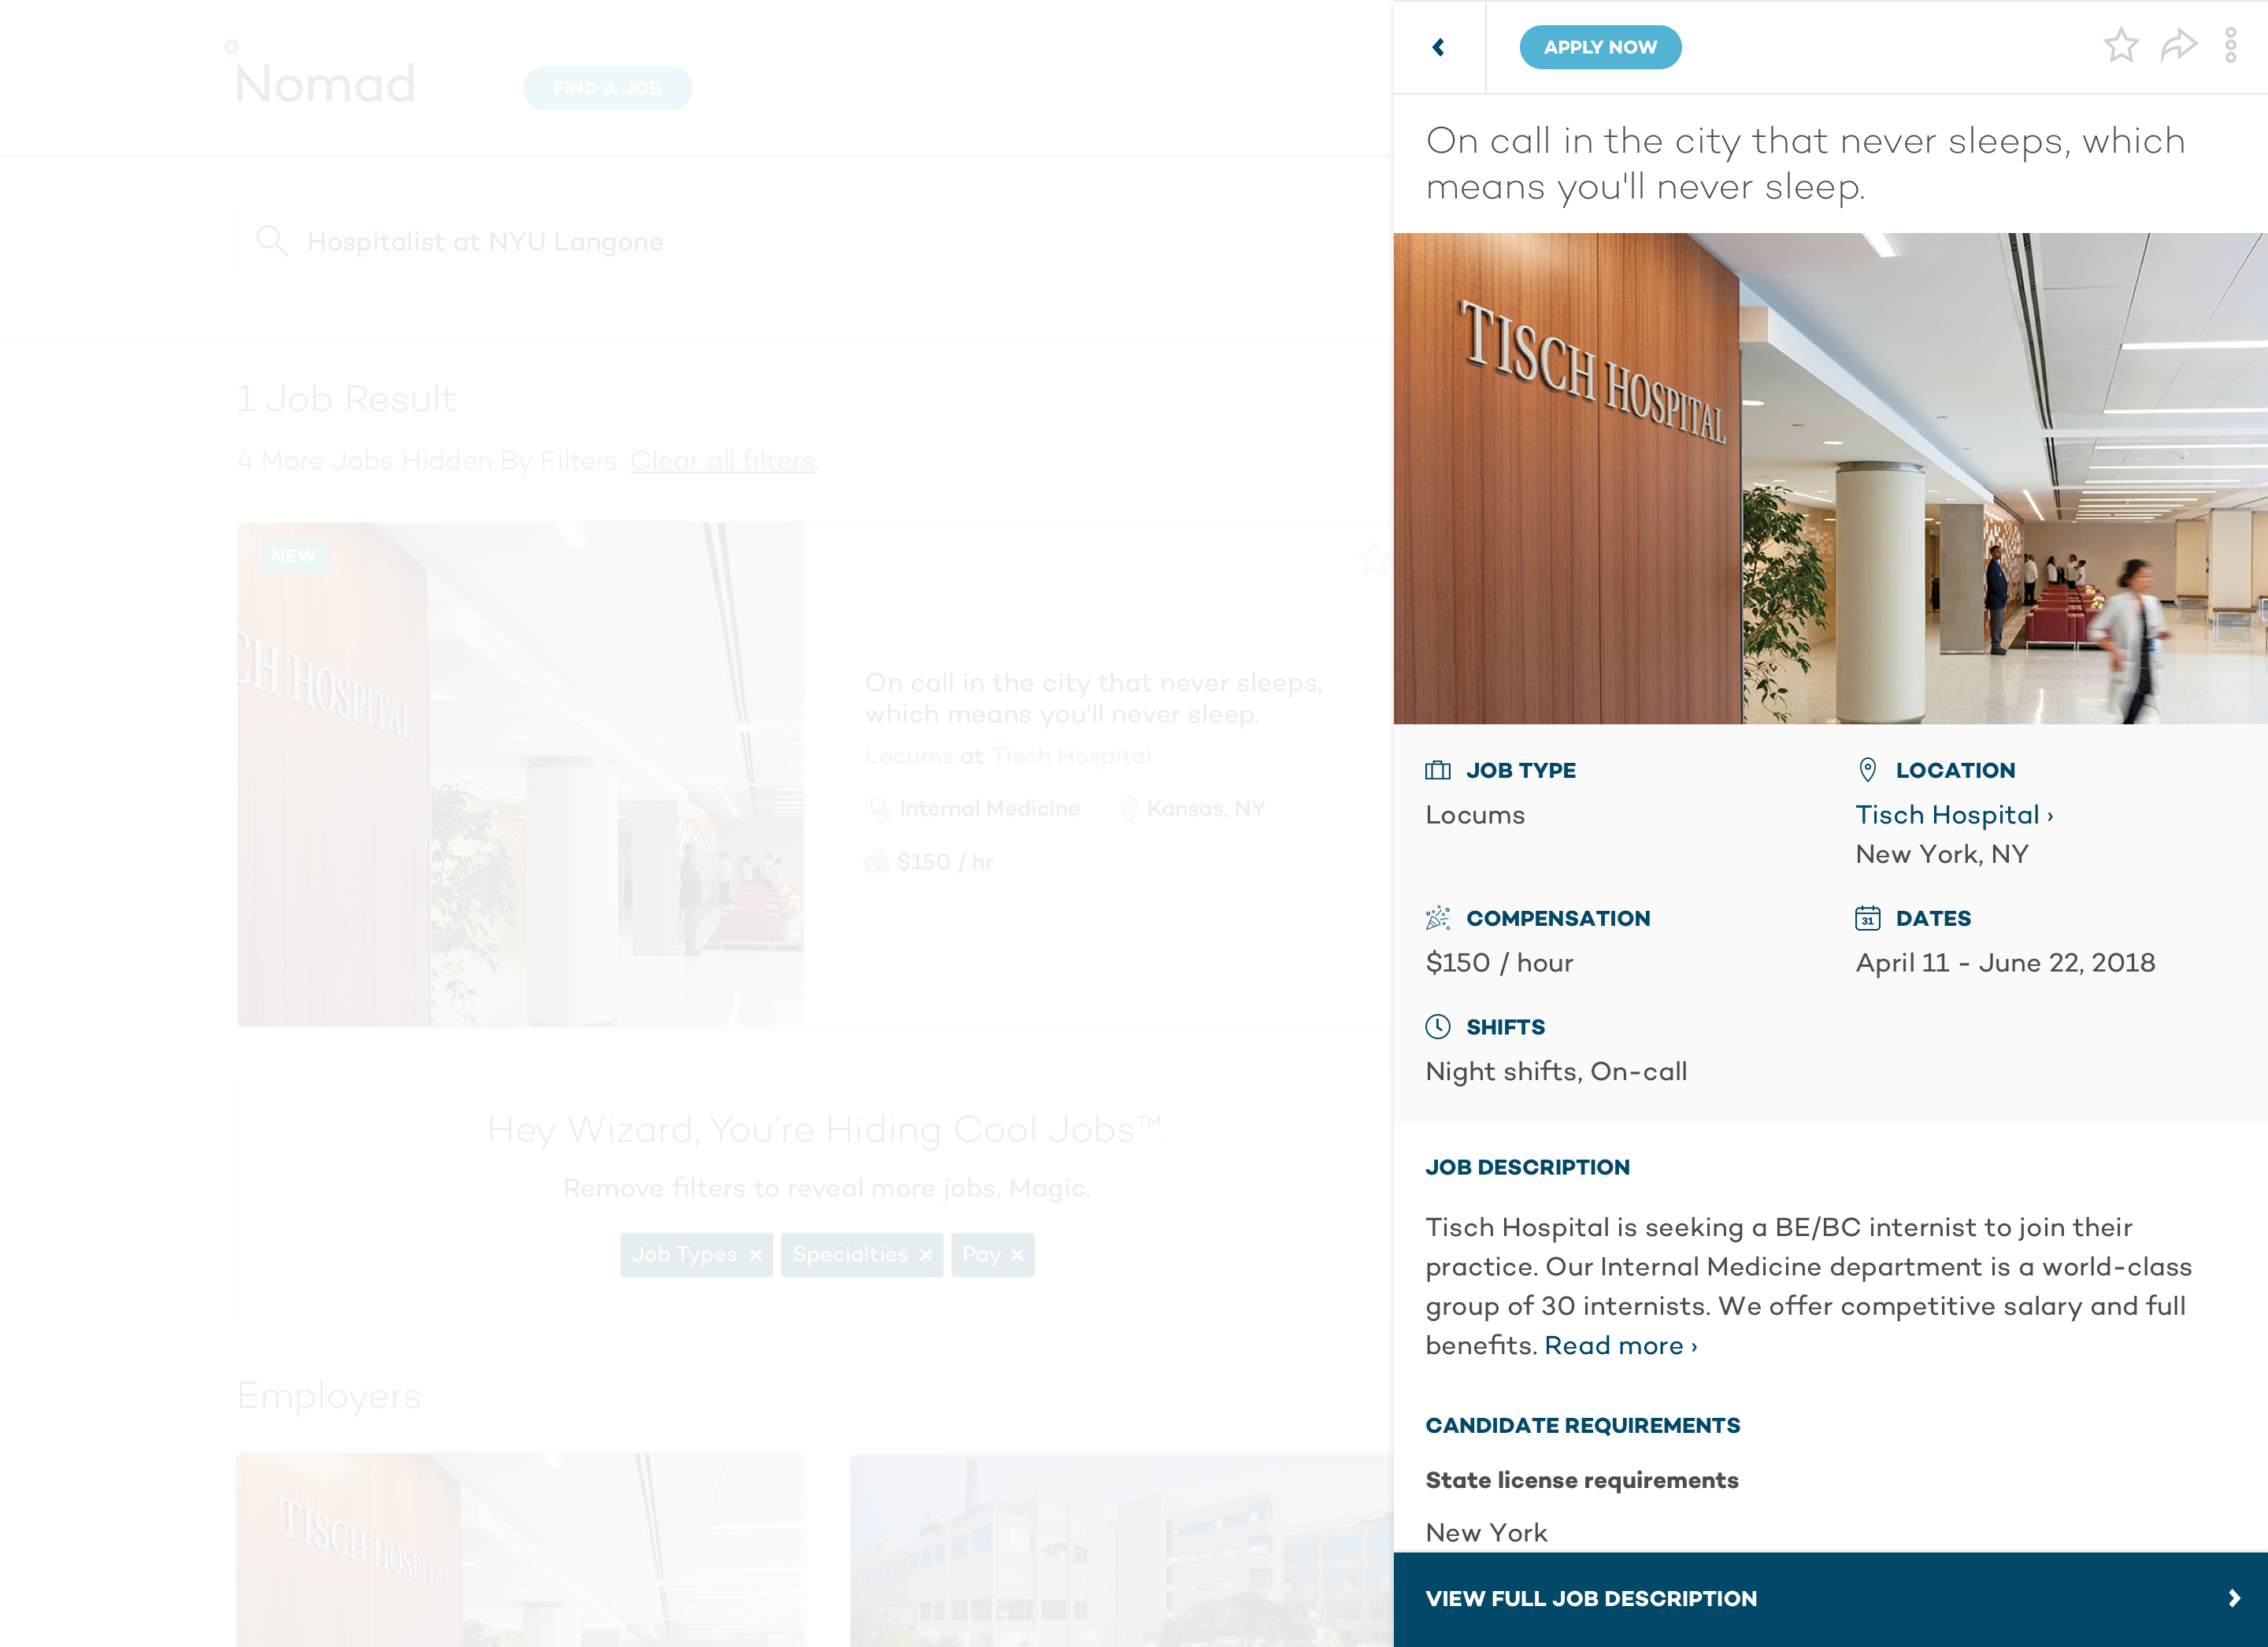 Nomad
FIND A JOB
Hospitalist at NYU Langone
1 Job Result
4 More Jobs Hidden By Filters. Clear all filters.
NEW
CH HOSPITAL
On call in the city that never sleeps,
which means you'll never sleep.
Locums at Tisch Hospital
Internal Medicine
Kansas, NY
$150 / hr
Hey Wizard, You’re Hiding Cool Jobs™.
Remove filters to reveal more jobs. Magic.
Job Types ×
Specialties ×
Pay ×
Employers
TISCH HOSPITAL
APPLY NOW
On call in the city that never sleeps, which
means you'll never sleep.
TISCH HOSPITAL
JOB TYPE
Locums
LOCATION
Tisch Hospital ›
New York, NY
COMPENSATION
$150 / hour
31
DATES
April 11 - June 22, 2018
SHIFTS
Night shifts, On-call
JOB DESCRIPTION
Tisch Hospital is seeking a BE/BC internist to join their
practice. Our Internal Medicine department is a world-class
group of 30 internists. We offer competitive salary and full
benefits. Read more ›
CANDIDATE REQUIREMENTS
State license requirements
New York
VIEW FULL JOB DESCRIPTION